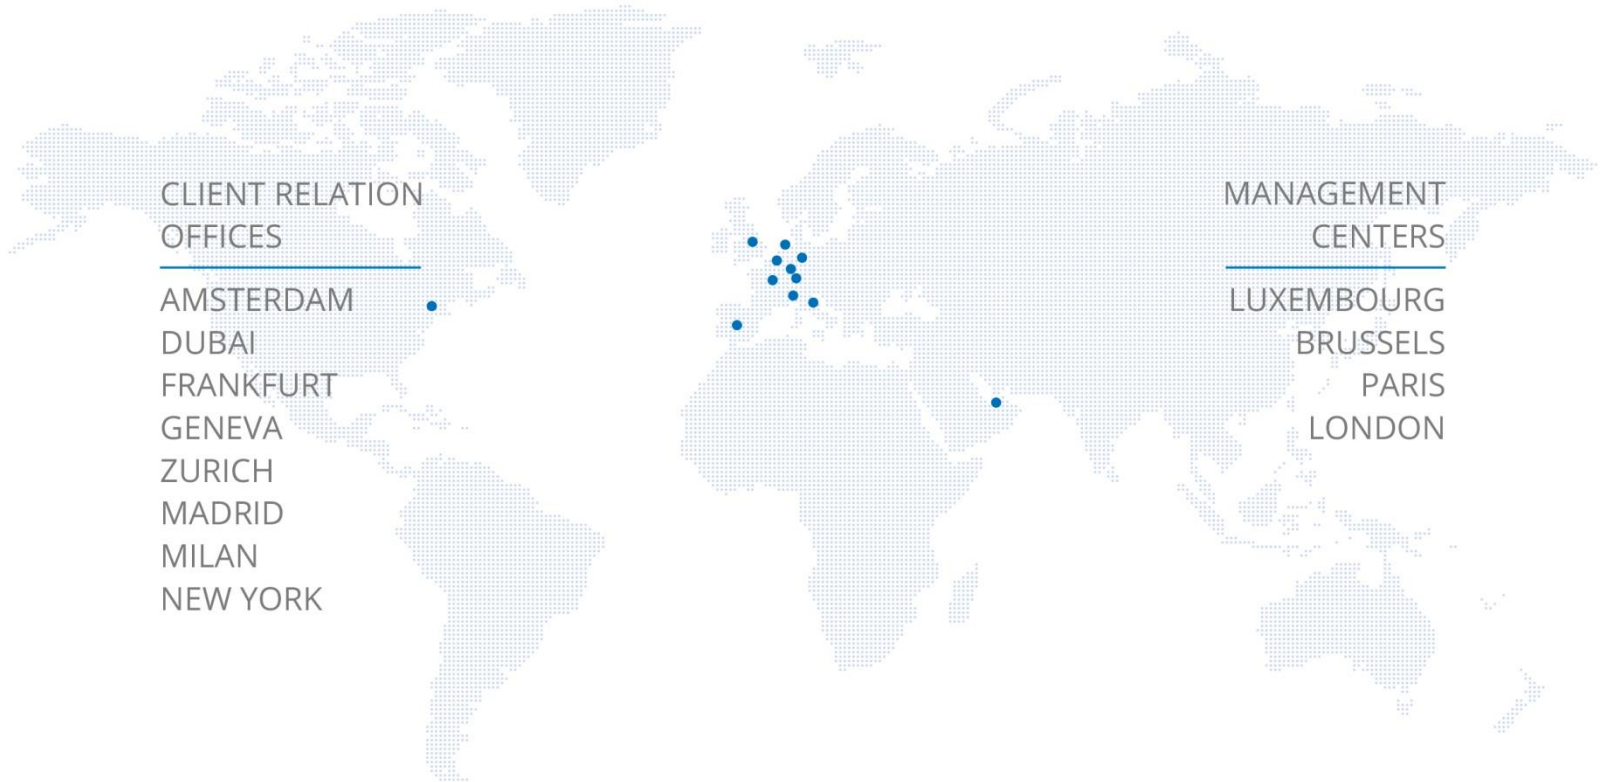 CLIENT RELATION
OFFICES
AMSTERDAM
DUBAI
FRANKFURT
GENEVA
ZURICH
MADRID
MILAN
NEW YORK
MANAGEMENT
CENTERS
LUXEMBOURG
BRUSSELS
PARIS
LONDON